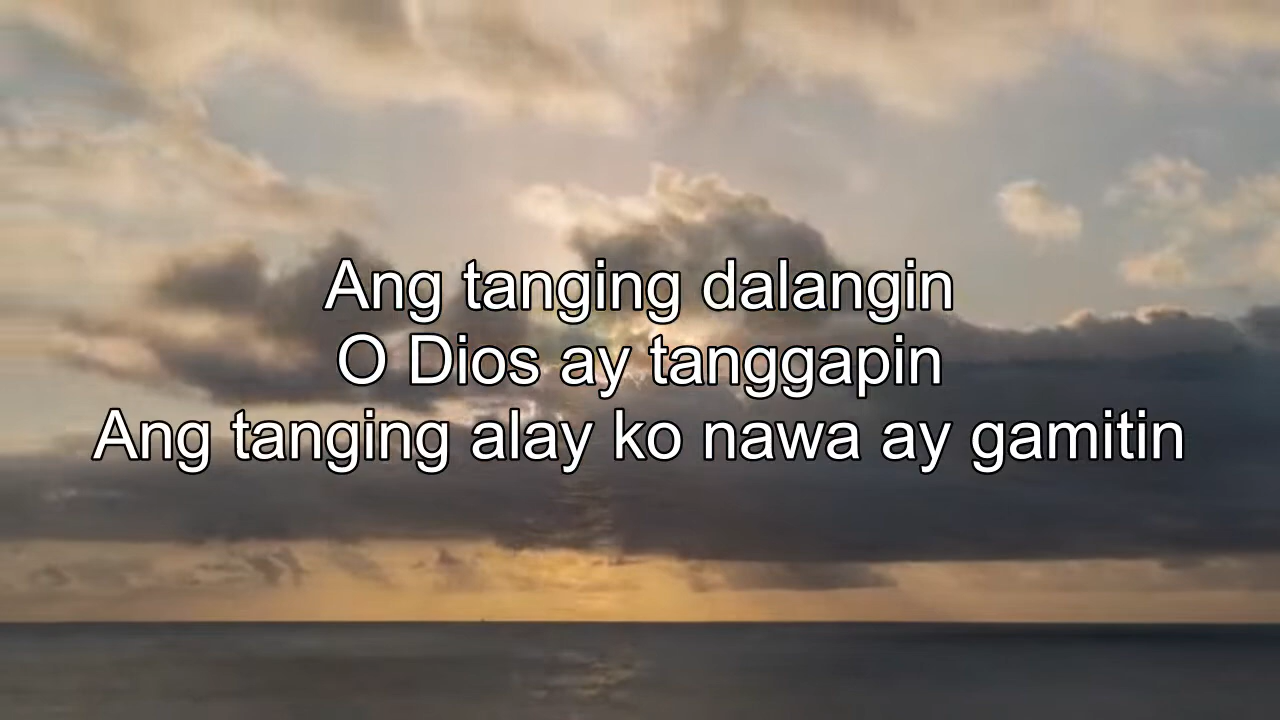 Ang tanging dalangin
O Dios ay tanggapin
Ang tanging alay ko nawa ay gamitin